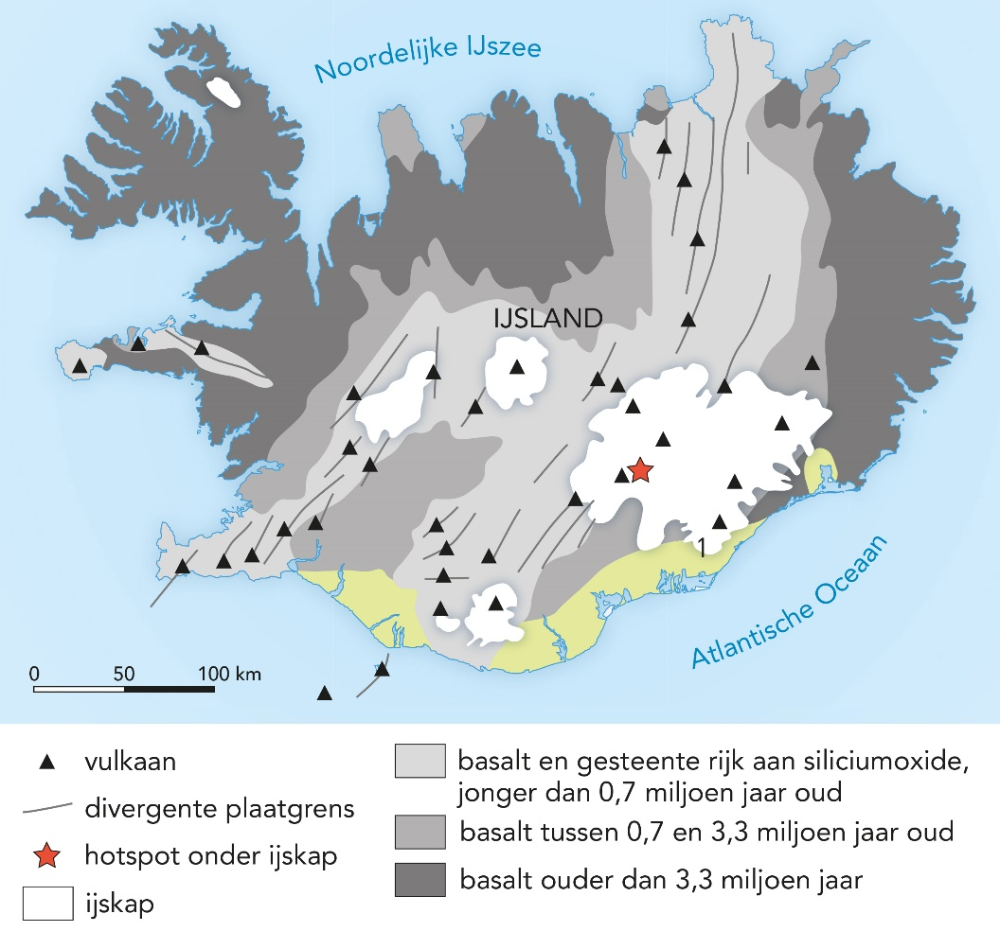 Noordelijke IJszee
IJSLAND
1
Atlantische Oceaan
0 50 100 km
vulkaan
divergente plaatgrens
hotspot onder ijskap
ijskap
basalt en gesteente rijk aan siliciumoxide,
jonger dan 0,7 miljoen jaar oud
basalt tussen 0,7 en 3,3 miljoen jaar oud
basalt ouder dan 3,3 miljoen jaar